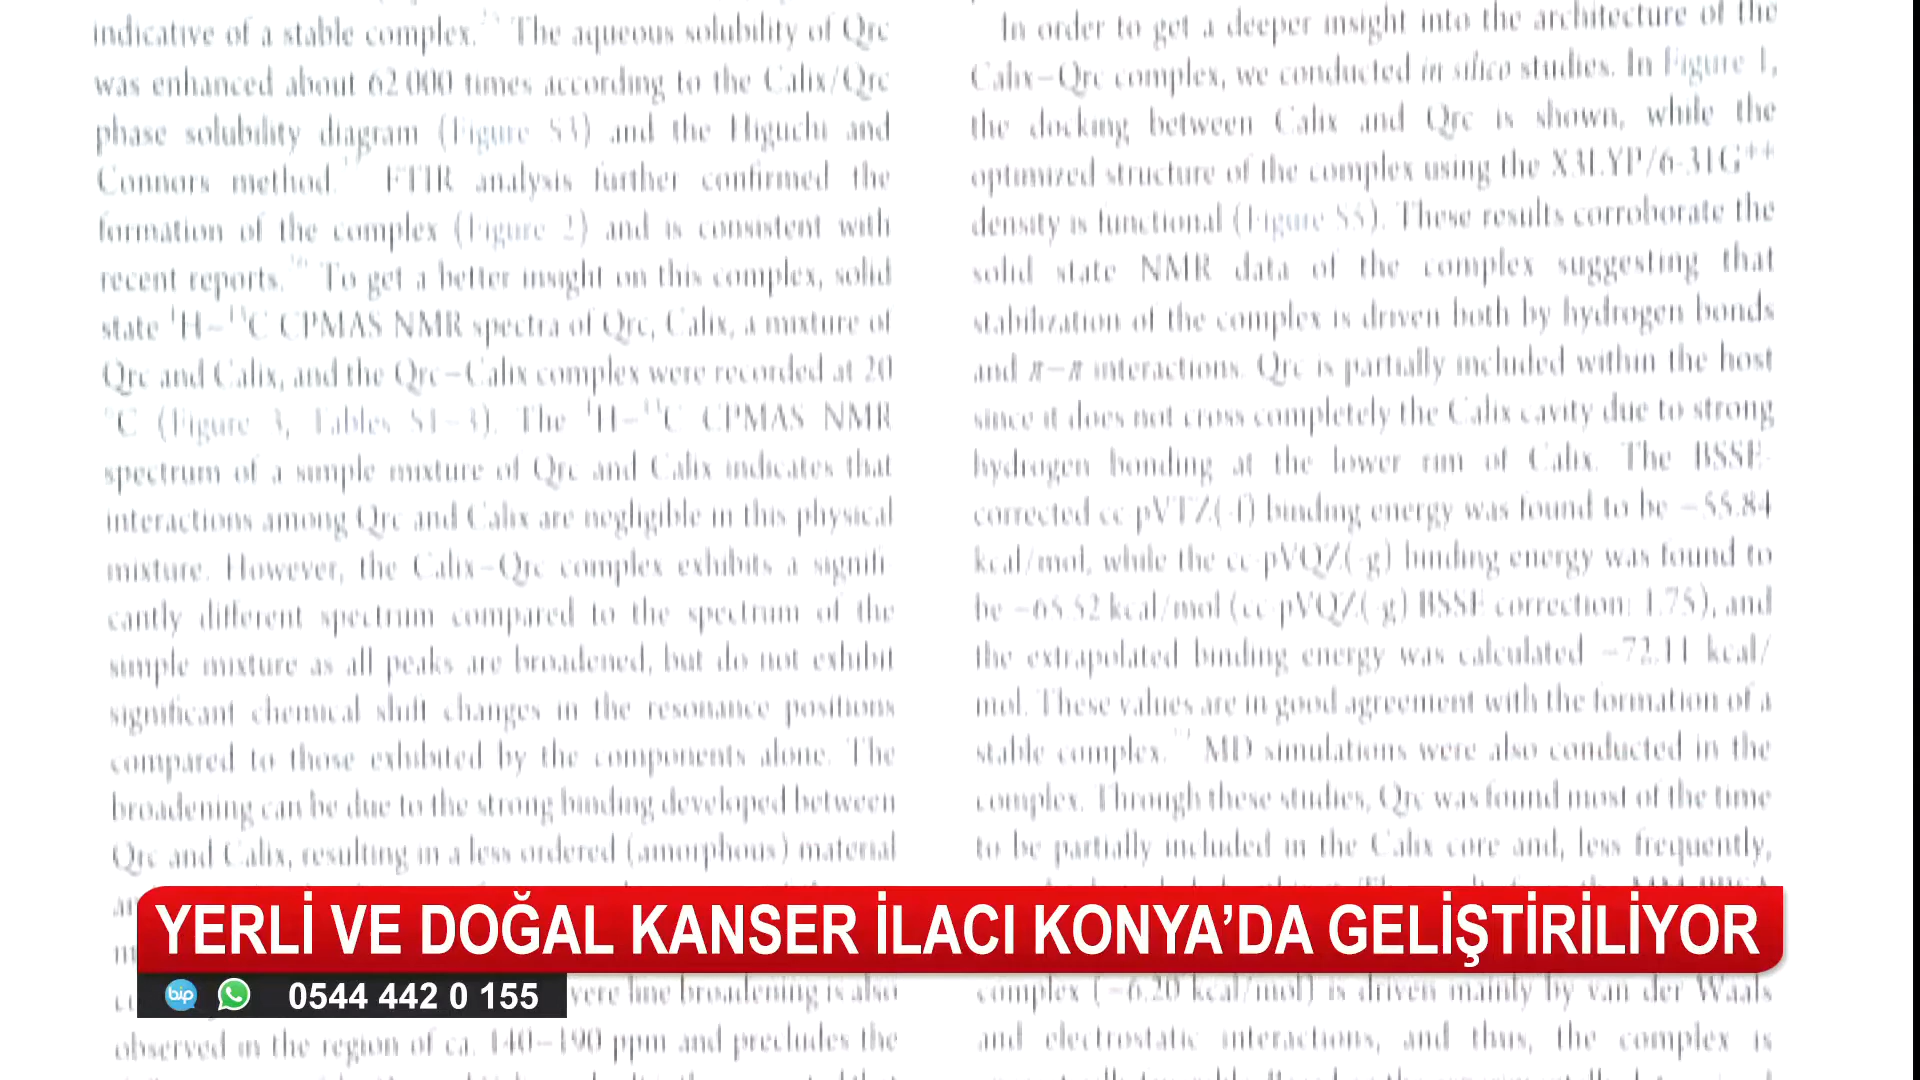 indicative of a stable complex. The aqueous solubility of Qrc
was enhanced about 62 000 times according to the Calix/Qrc
phase solubility diagram (Figure S3) and the Higuchi and
Connors method. FTIR analysis further confirmed the
formation of the complex (Figure 2) and is consistent with
recent reports. To get a better insight on this complex, solid
state ¹H–¹³C CPMAS NMR spectra of Qrc, Calix, a mixture of
Qrc and Calix, and the Qrc–Calix complex were recorded at 20
°C (Figure 3, Tables S1–3). The ¹H–¹³C CPMAS NMR
spectrum of a simple mixture of Qrc and Calix indicates that
interactions among Qrc and Calix are negligible in this physical
mixture. However, the Calix–Qrc complex exhibits a signifi-
cantly different spectrum compared to the spectrum of the
simple mixture as all peaks are broadened, but do not exhibit
significant chemical shift changes in the resonance positions
compared to those exhibited by the components alone. The
broadening can be due to the strong binding developed between
Qrc and Calix, resulting in a less ordered (amorphous) material
vere line broadening is also
observed in the region of ca. 140–190 ppm and precludes the
In order to get a deeper insight into the architecture of the
Calix–Qrc complex, we conducted in silico studies. In Figure 1,
the docking between Calix and Qrc is shown, while the
optimized structure of the complex using the X3LYP/6-31G++
density is functional (Figure S5). These results corroborate the
solid state NMR data of the complex suggesting that
stabilization of the complex is driven both by hydrogen bonds
and π–π interactions. Qrc is partially included within the host
since it does not cross completely the Calix cavity due to strong
hydrogen bonding at the lower rim of Calix. The BSSE-
corrected cc-pVTZ(-f) binding energy was found to be −55.84
kcal/mol, while the cc-pVQZ(-g) binding energy was found to
be −65.52 kcal/mol (cc-pVQZ(-g) BSSE correction: 1.75), and
the extrapolated binding energy was calculated −72.11 kcal/
mol. These values are in good agreement with the formation of a
stable complex. MD simulations were also conducted in the
complex. Through these studies, Qrc was found most of the time
to be partially included in the Calix core and, less frequently,
complex (−6.20 kcal/mol) is driven mainly by van der Waals
and electrostatic interactions, and thus, the complex is
YERLİ VE DOĞAL KANSER İLACI KONYA'DA GELİŞTİRİLİYOR
bip 0544 442 0 155